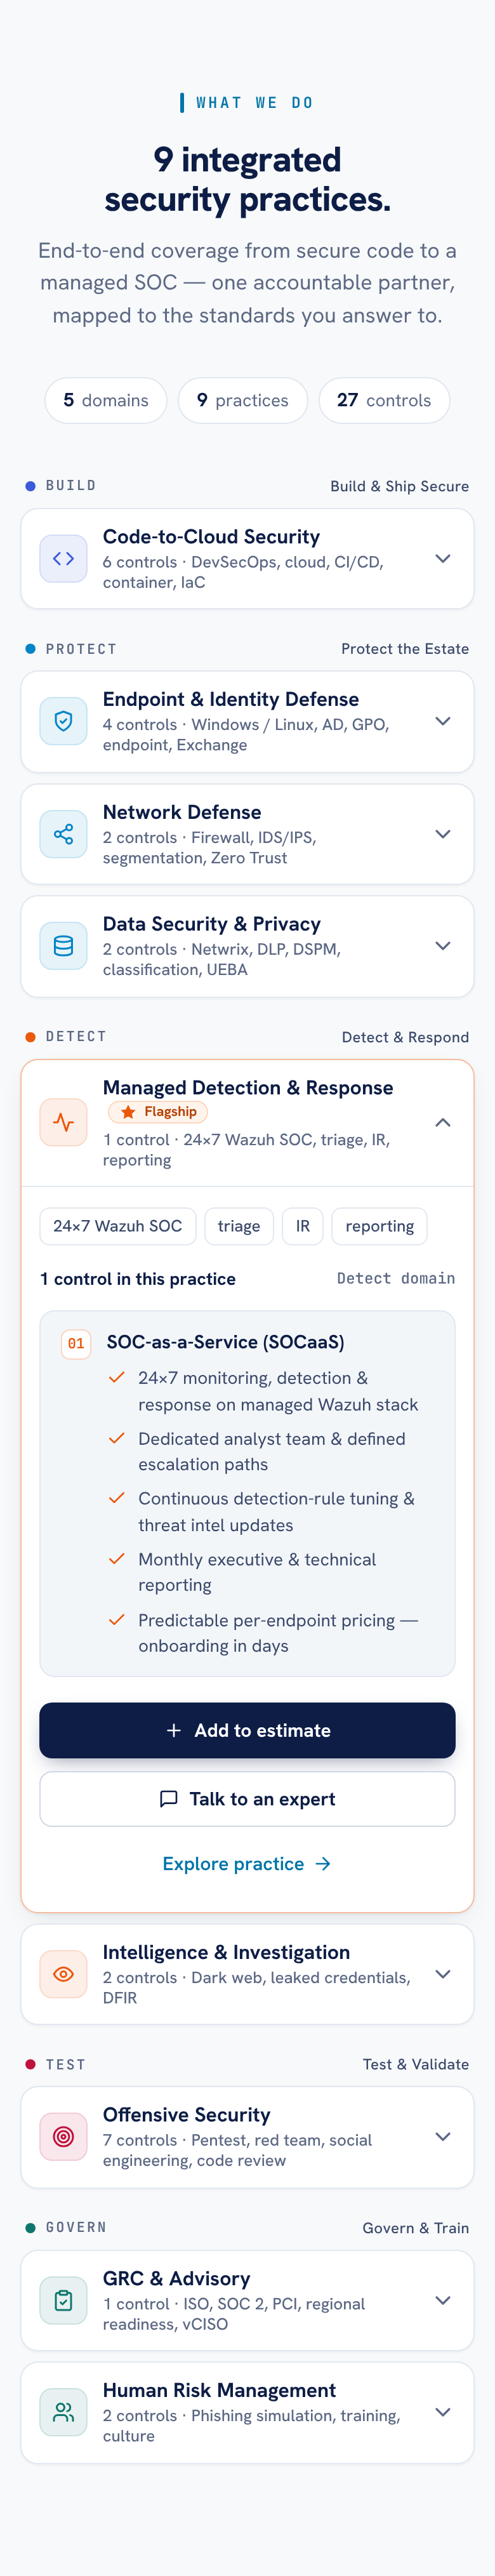 WHAT WE DO
9 integrated
security practices.
End-to-end coverage from secure code to a
managed SOC — one accountable partner,
mapped to the standards you answer to.
5 domains
9 practices
27 controls
BUILD
Build & Ship Secure
Code-to-Cloud Security
6 controls · DevSecOps, cloud, CI/CD,
container, IaC
PROTECT
Protect the Estate
Endpoint & Identity Defense
4 controls · Windows / Linux, AD, GPO,
endpoint, Exchange
Network Defense
2 controls · Firewall, IDS/IPS,
segmentation, Zero Trust
Data Security & Privacy
2 controls · Netwrix, DLP, DSPM,
classification, UEBA
DETECT
Detect & Respond
Managed Detection & Response
Flagship
1 control · 24×7 Wazuh SOC, triage, IR,
reporting
24×7 Wazuh SOC
triage
IR
reporting
1 control in this practice
Detect domain
01
SOC-as-a-Service (SOCaaS)
24×7 monitoring, detection &
response on managed Wazuh stack
Dedicated analyst team & defined
escalation paths
Continuous detection-rule tuning &
threat intel updates
Monthly executive & technical
reporting
Predictable per-endpoint pricing —
onboarding in days
Add to estimate
Talk to an expert
Explore practice
Intelligence & Investigation
2 controls · Dark web, leaked credentials,
DFIR
TEST
Test & Validate
Offensive Security
7 controls · Pentest, red team, social
engineering, code review
GOVERN
Govern & Train
GRC & Advisory
1 control · ISO, SOC 2, PCI, regional
readiness, vCISO
Human Risk Management
2 controls · Phishing simulation, training,
culture